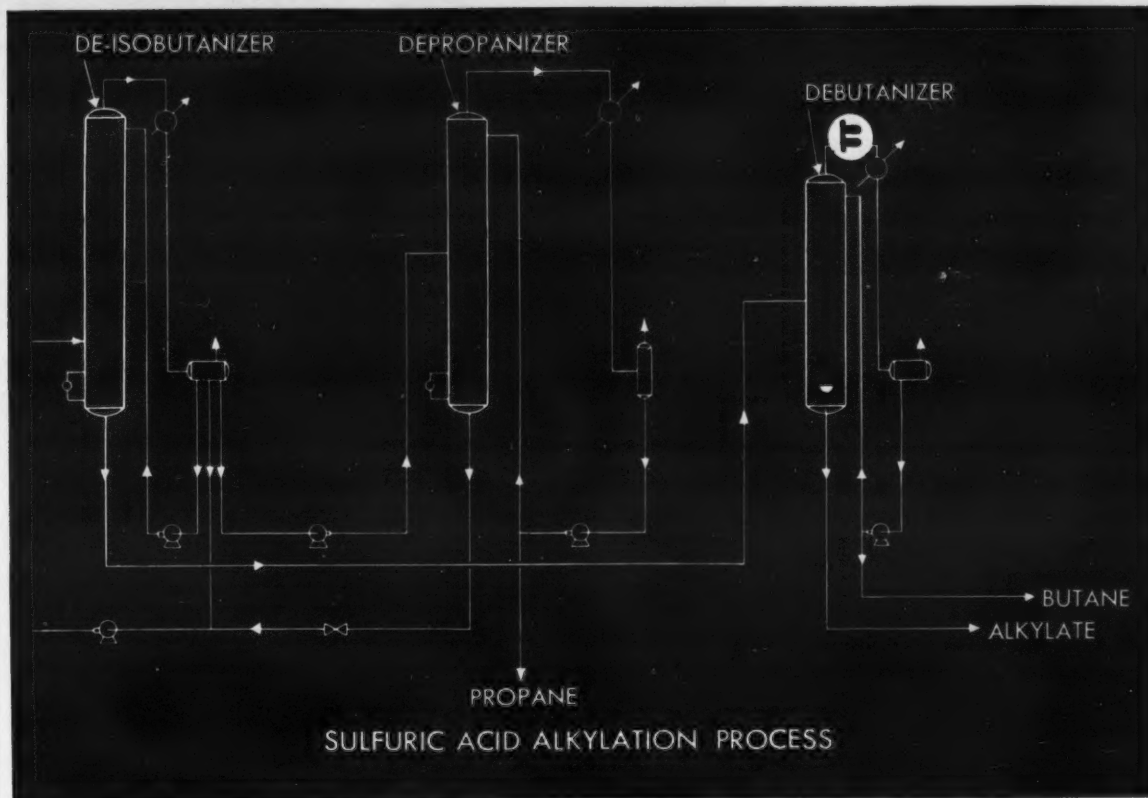 DE-ISOBUTANIZER
DEPROPANIZER
DEBUTANIZER
BUTANE
ALKYLATE
PROPANE
SULFURIC ACID ALKYLATION PROCESS